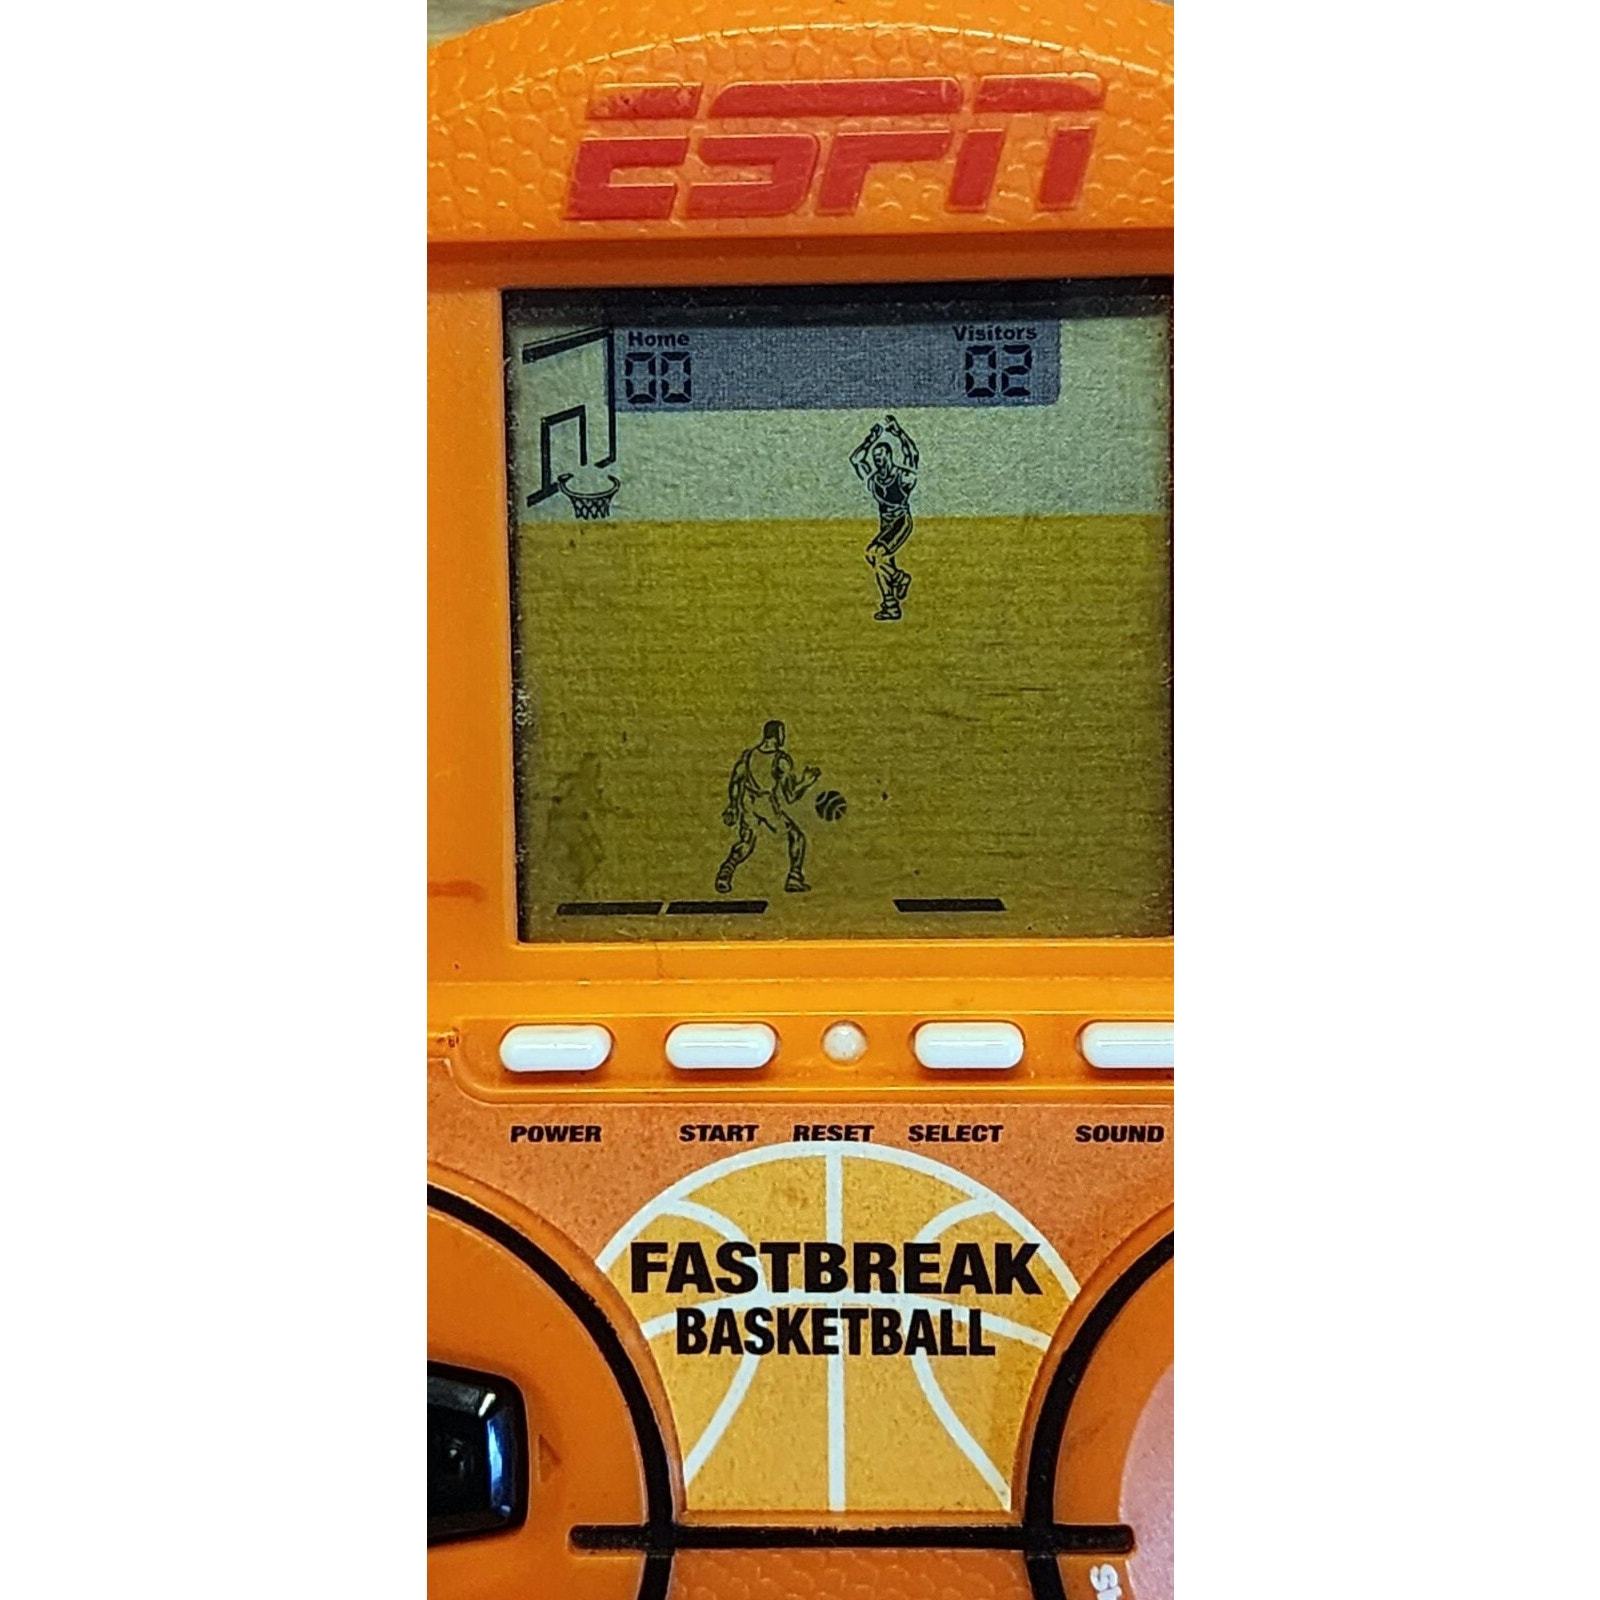 ESPN
Home Visitors
00 02
POWER START RESET SELECT SOUND
FASTBREAK
BASKETBALL